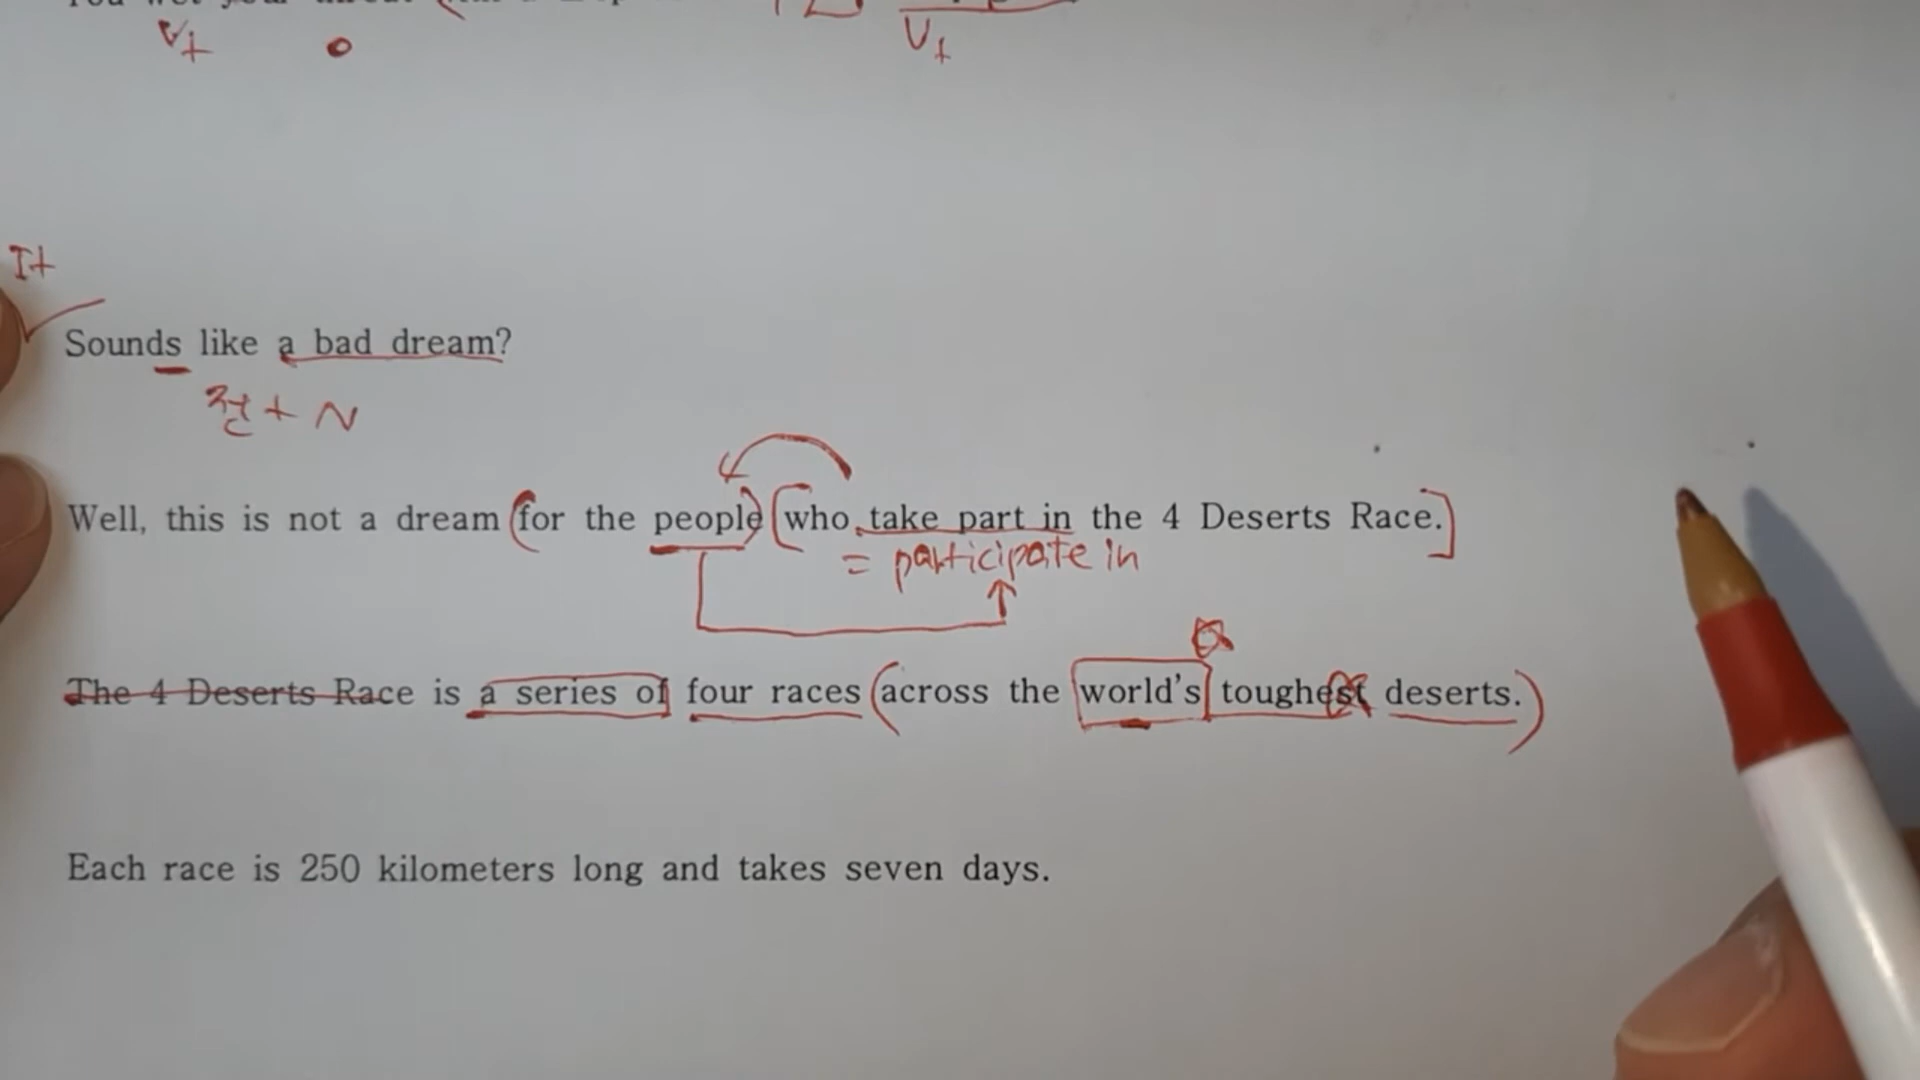 V+ V+
It
Sounds like a bad dream?
전 + N
Well, this is not a dream (for the people) (who take part in the 4 Deserts Race.]
= participate in
The 4 Deserts Race is a series of four races (across the world's toughest deserts.)
Each race is 250 kilometers long and takes seven days.